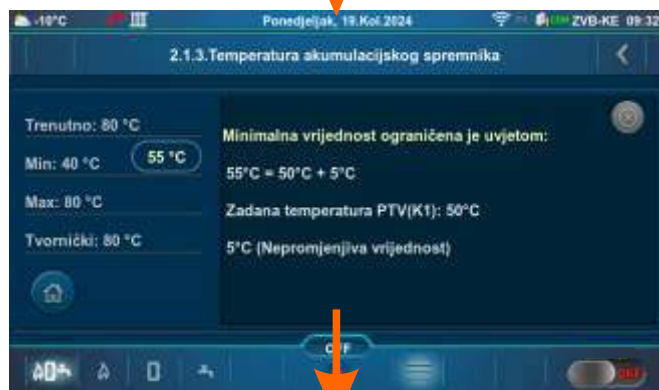 -10°C III Ponedjeljak, 19.Kol.2024 ZVB-KE 09:32
2.1.3.Temperatura akumulacijskog spremnika
Trenutno: 80 °C
Min: 40 °C 55 °C
Max: 80 °C
Tvornički: 80 °C
Minimalna vrijednost ograničena je uvjetom:
55°C = 50°C + 5°C
Zadana temperatura PTV(K1): 50°C
5°C (Nepromjenjiva vrijednost)
OFF